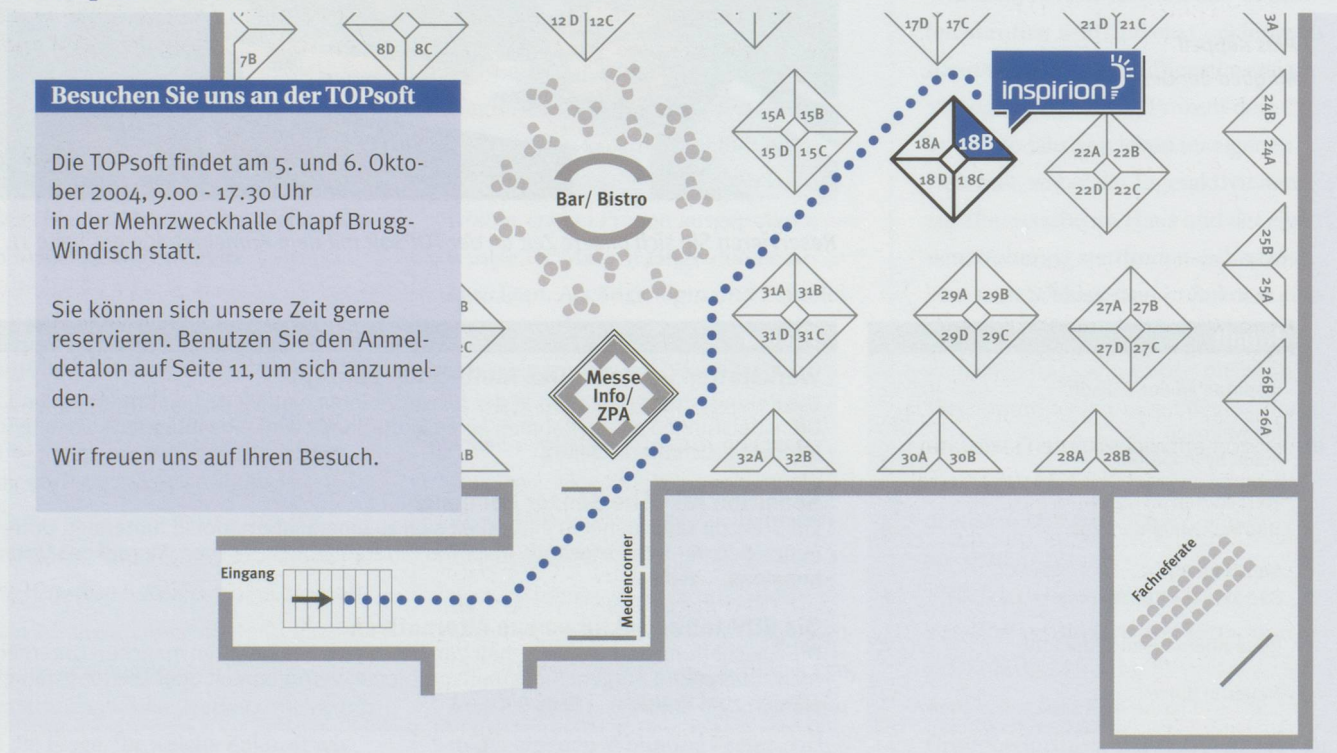 12 D 12C
17D 17C
21 D 21 C
3A
7B
8D 8C
Besuchen Sie uns an der TOPsoft
Die TOPsoft findet am 5. und 6. Okto-
ber 2004, 9.00 - 17.30 Uhr
in der Mehrzweckhalle Chapf Brugg-
Windisch statt.
Sie können sich unsere Zeit gerne
reservieren. Benutzen Sie den Anmel-
detalon auf Seite 11, um sich anzumel-
den.
Wir freuen uns auf Ihren Besuch.
inspirion
15A 15B
15 D 15C
18A 18B
18 D 18C
22A 22B
22D 22C
24B
24A
Bar/ Bistro
25B
25A
31A 31B
31D 31C
29A 29B
29D 29C
27A 27B
27D 27C
B
C
Messe
Info/
ZPA
26B
26A
32A 32B
30A 30B
28A 28B
B
Eingang
Mediencorner
Fachreferate